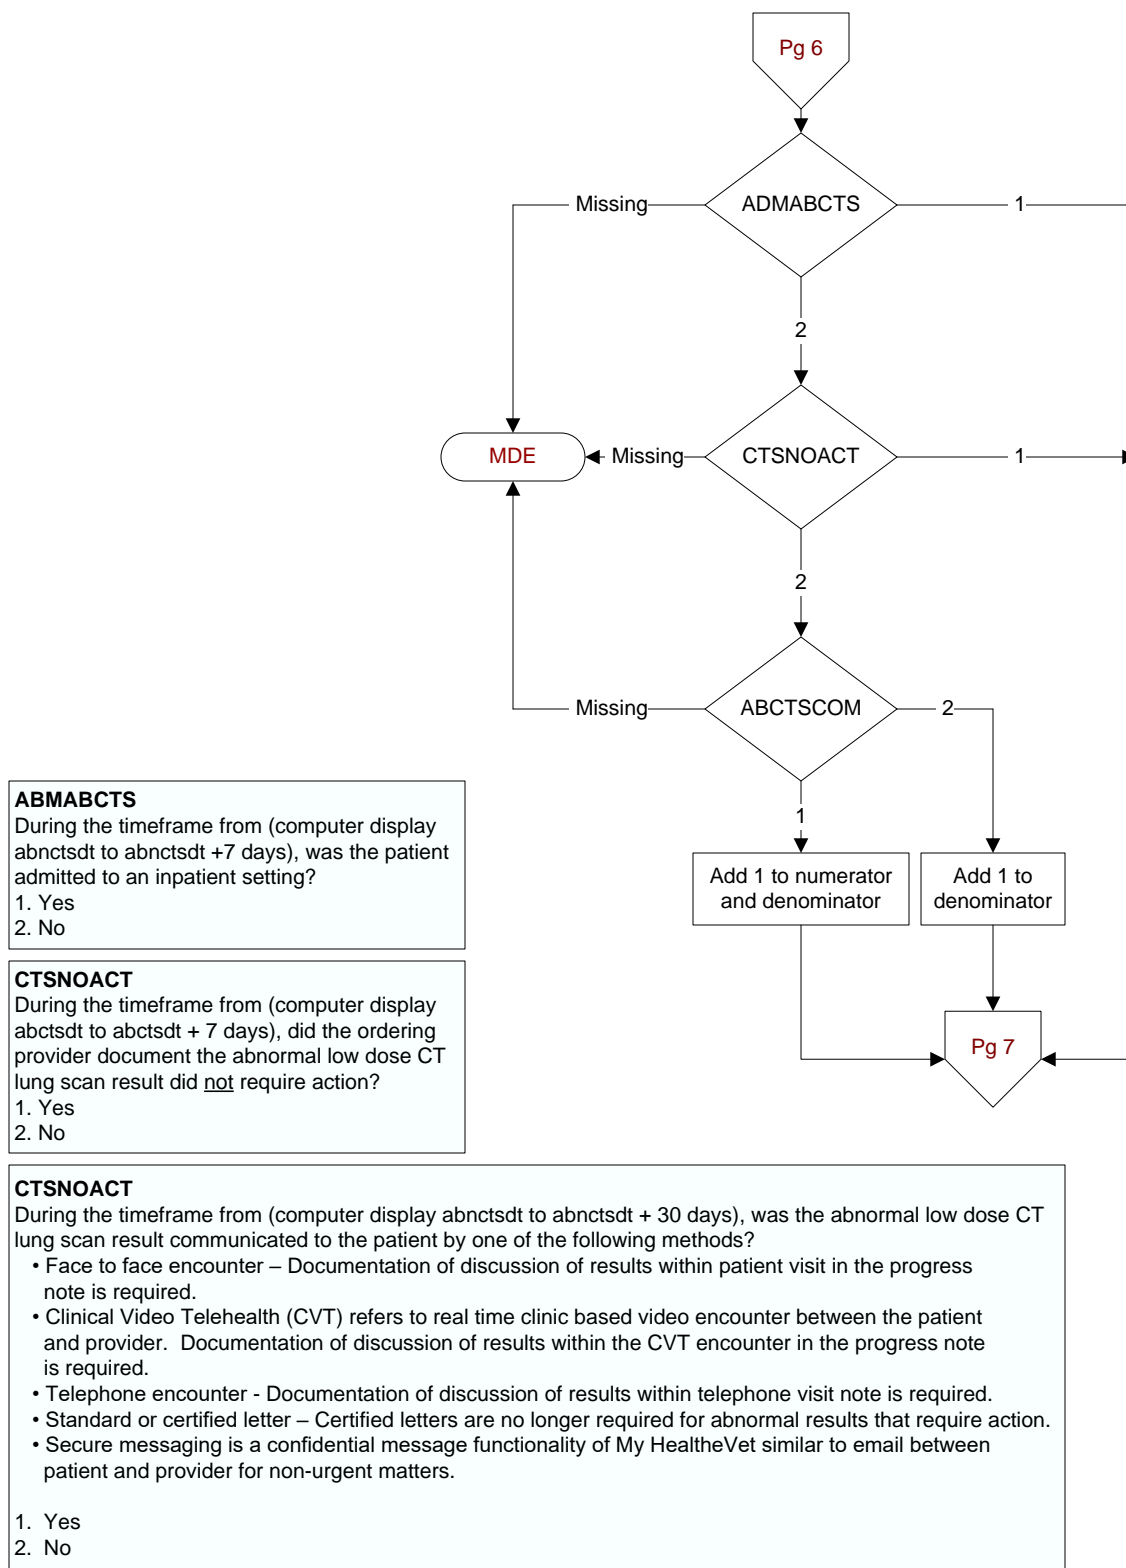 Pg 6
Missing
ADMABCTS
1
2
MDE
Missing
CTSNOACT
1
2
Missing
ABCTSCOM
2
1
Add 1 to numerator
and denominator
Add 1 to
denominator
Pg 7
ABMABCTS
During the timeframe from (computer display
abnctsdt to abnctsdt +7 days), was the patient
admitted to an inpatient setting?
1. Yes
2. No
CTSNOACT
During the timeframe from (computer display
abctsdt to abctsdt + 7 days), did the ordering
provider document the abnormal low dose CT
lung scan result did not require action?
1. Yes
2. No
CTSNOACT
During the timeframe from (computer display abnctsdt to abnctsdt + 30 days), was the abnormal low dose CT
lung scan result communicated to the patient by one of the following methods?
• Face to face encounter – Documentation of discussion of results within patient visit in the progress
note is required.
• Clinical Video Telehealth (CVT) refers to real time clinic based video encounter between the patient
and provider.  Documentation of discussion of results within the CVT encounter in the progress note
is required.
• Telephone encounter - Documentation of discussion of results within telephone visit note is required.
• Standard or certified letter – Certified letters are no longer required for abnormal results that require action.
• Secure messaging is a confidential message functionality of My HealtheVet similar to email between
patient and provider for non-urgent matters.
1.  Yes
2.  No